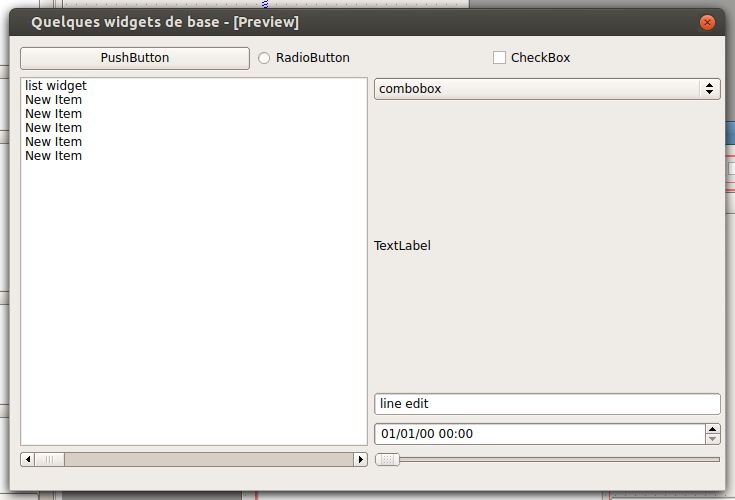 Quelques widgets de base - [Preview]
PushButton
RadioButton
CheckBox
list widget
New Item
New Item
New Item
New Item
New Item
combobox
TextLabel
line edit
01/01/00 00:00